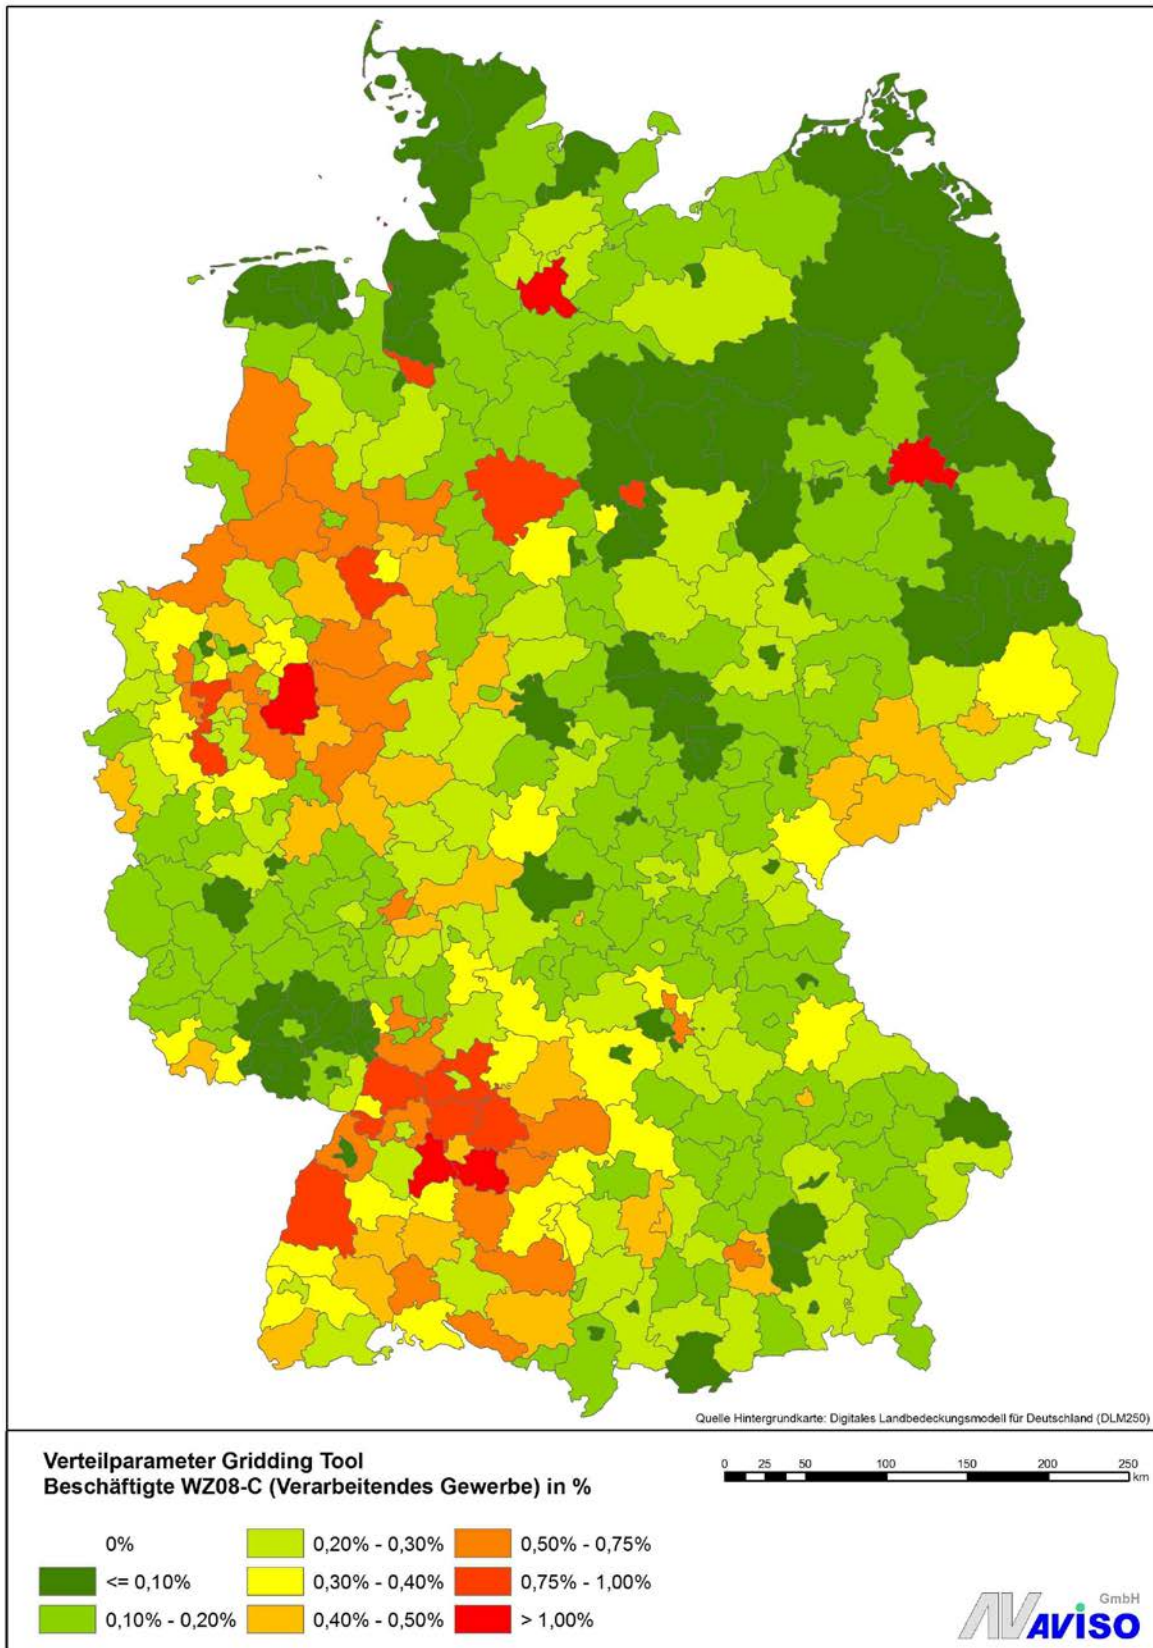 Quelle Hintergrundkarte: Digitales Landbedeckungsmodell für Deutschland (DLM250)
Verteilparameter Gridding Tool
Beschäftigte WZ08-C (Verarbeitendes Gewerbe) in %
0 25 50 100 150 200 250
km
0% 0,20% - 0,30% 0,50% - 0,75%
<= 0,10% 0,30% - 0,40% 0,75% - 1,00%
0,10% - 0,20% 0,40% - 0,50% > 1,00%
GmbH
AVISO